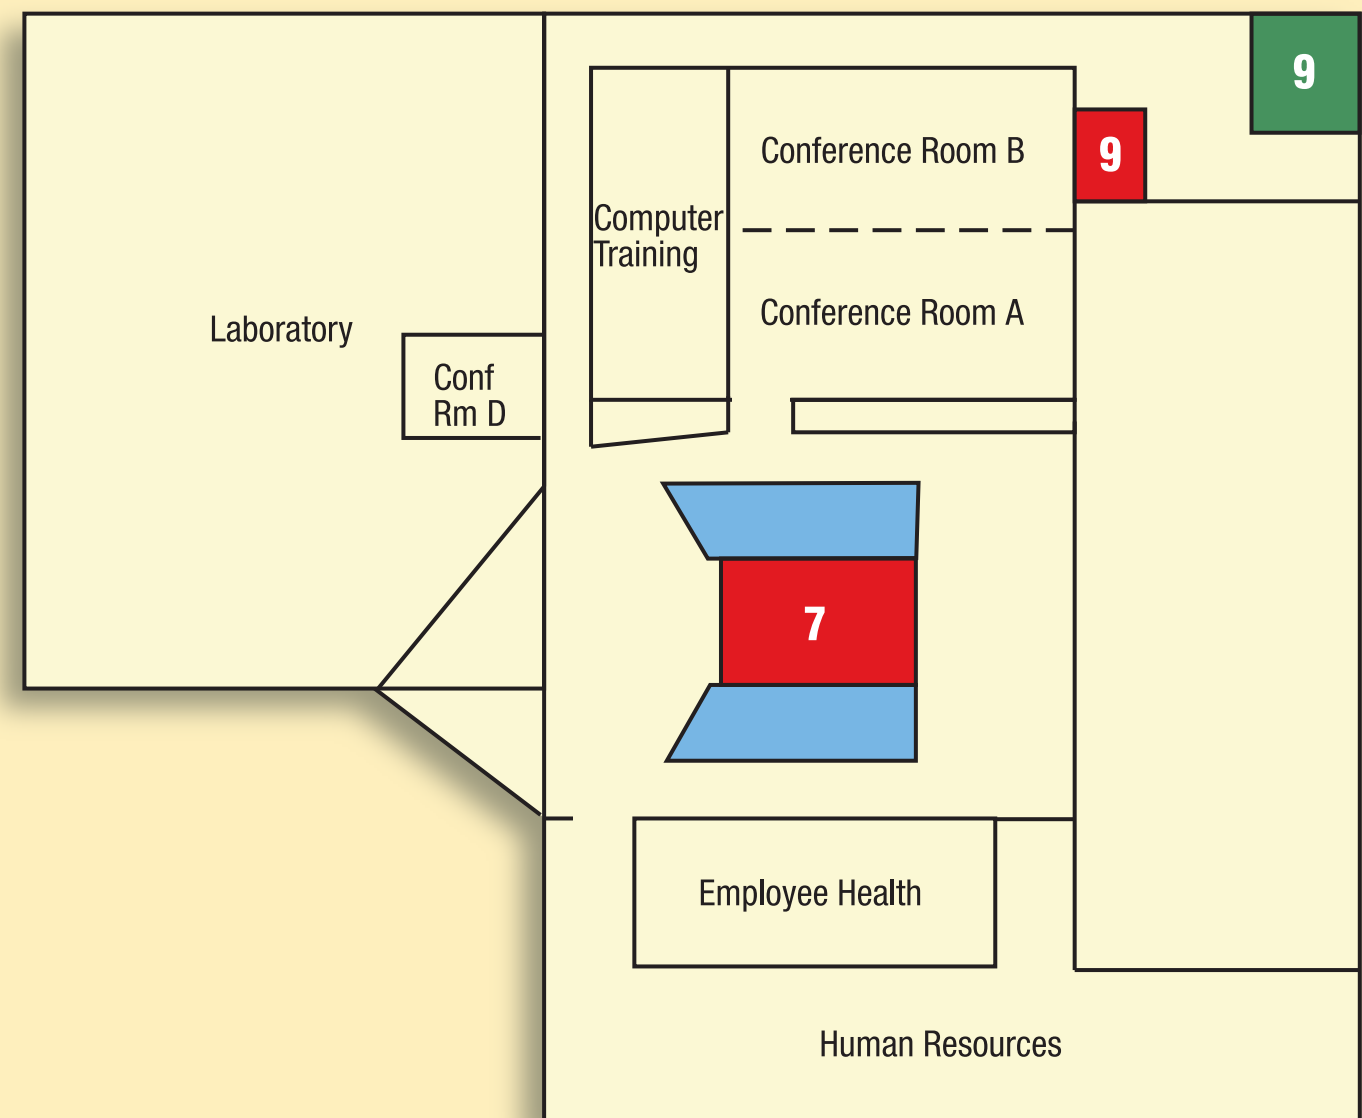 9
Conference Room B
9
Computer
Training
Conference Room A
Laboratory
Conf
Rm D
7
Employee Health
Human Resources